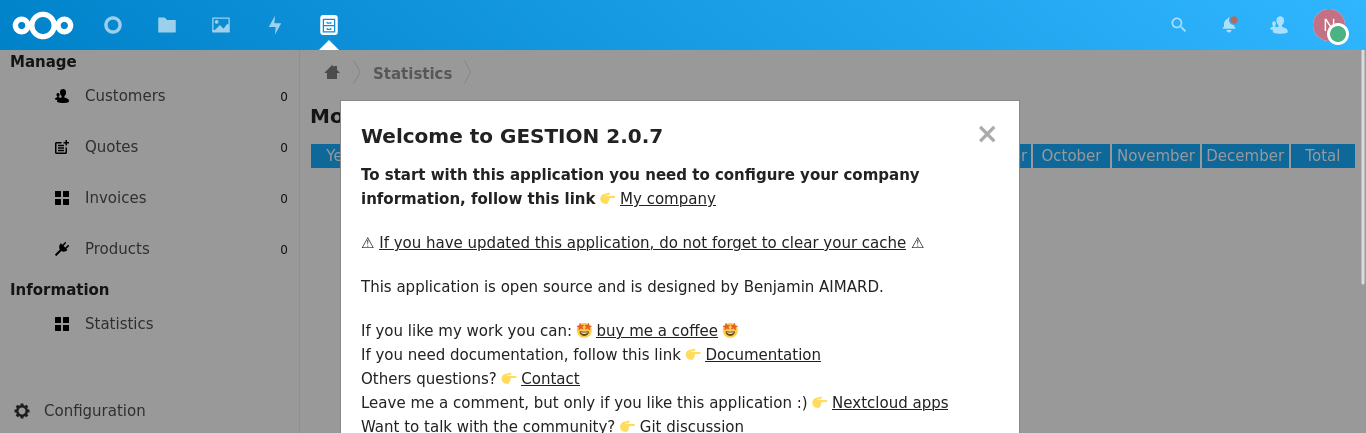 N
Manage
Customers 0
Quotes 0
Invoices 0
Products 0
Information
Statistics
Configuration
Statistics
October November December Total
Welcome to GESTION 2.0.7
To start with this application you need to configure your company
information, follow this link 👉 My company
⚠ If you have updated this application, do not forget to clear your cache ⚠
This application is open source and is designed by Benjamin AIMARD.
If you like my work you can: 🤩 buy me a coffee 🤩
If you need documentation, follow this link 👉 Documentation
Others questions? 👉 Contact
Leave me a comment, but only if you like this application :) 👉 Nextcloud apps
Want to talk with the community? 👉 Git discussion